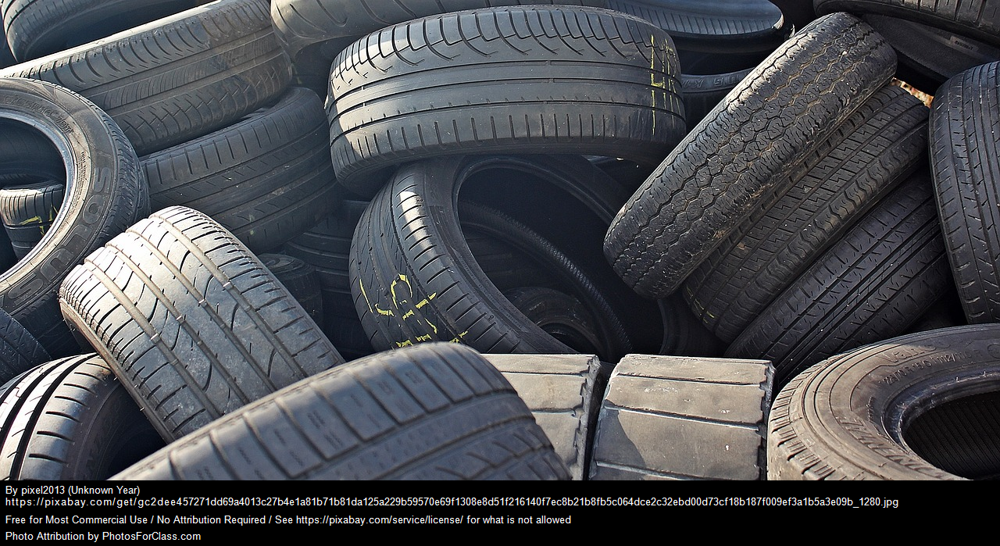 By pixel2013 (Unknown Year)
https://pixabay.com/get/gc2dee457271dd69a4013c27b4e1a81b71b81da125a229b59570e69f1308e8d51f216140f7ec8b21b8fb5c064dce2c32ebd00d73cf18b187f009ef3a1b5a3e09b_1280.jpg
Free for Most Commercial Use / No Attribution Required / See https://pixabay.com/service/license/ for what is not allowed
Photo Attribution by PhotosForClass.com